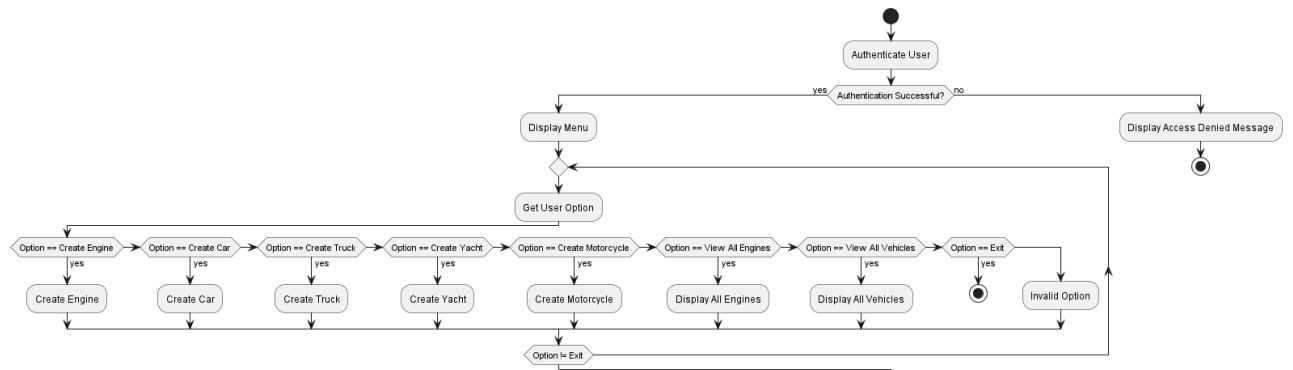 Authenticate User
yes
Authentication Successful?
no
Display Menu
Display Access Denied Message
Get User Option
Option == Create Engine
Option == Create Car
Option == Create Truck
Option == Create Yacht
Option == Create Motorcycle
Option == View All Engines
Option == View All Vehicles
Option == Exit
yes
yes
yes
yes
yes
yes
yes
yes
Create Engine
Create Car
Create Truck
Create Yacht
Create Motorcycle
Display All Engines
Display All Vehicles
Invalid Option
Option != Exit